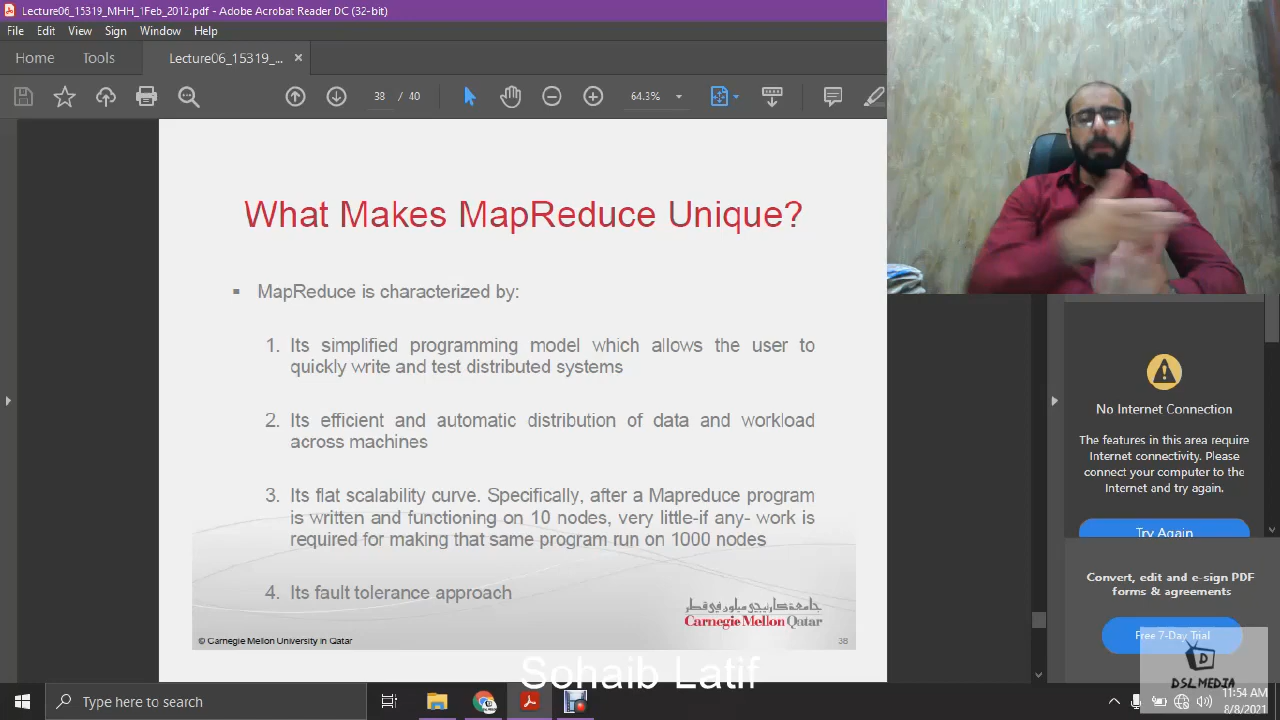 Lecture06_15319_MHH_1Feb_2012.pdf - Adobe Acrobat Reader DC (32-bit)
File Edit View Sign Window Help
Home Tools Lecture06_15319_... ×
38 / 40 64.3%
What Makes MapReduce Unique?
▪ MapReduce is characterized by:
1. Its simplified programming model which allows the user to
quickly write and test distributed systems
2. Its efficient and automatic distribution of data and workload
across machines
3. Its flat scalability curve. Specifically, after a Mapreduce program
is written and functioning on 10 nodes, very little-if any- work is
required for making that same program run on 1000 nodes
4. Its fault tolerance approach
جامعة كارنيجي ميلون في قطر
Carnegie Mellon Qatar
© Carnegie Mellon University in Qatar
38
No Internet Connection
The features in this area require
Internet connectivity. Please
connect your computer to the
Internet and try again.
Try Again
Convert, edit and e-sign PDF
forms & agreements
Free 7-Day Trial
D
DSL MEDIA
Sohaib Latif
Type here to search
11:54 AM
8/8/2021